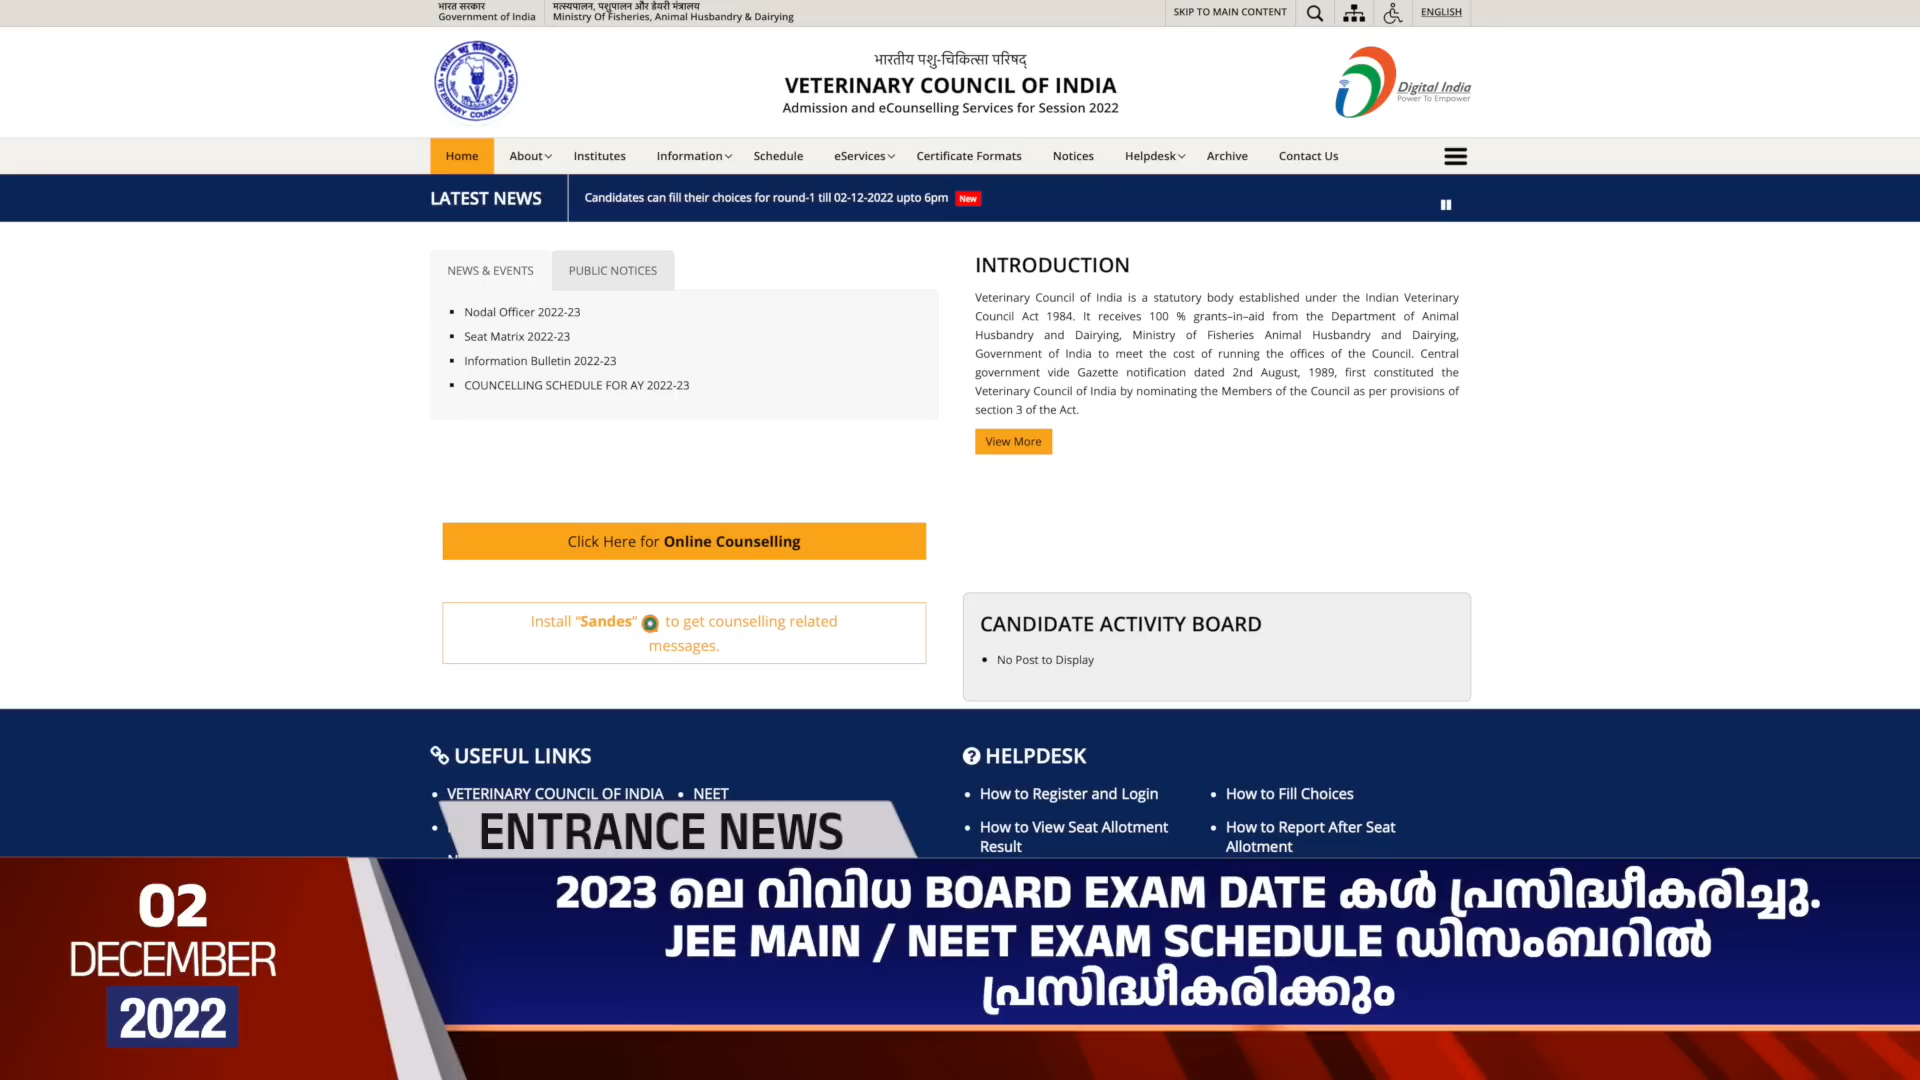 भारत सरकार
Government of India
मत्स्यपालन, पशुपालन और डेयरी मंत्रालय
Ministry Of Fisheries, Animal Husbandry & Dairying
SKIP TO MAIN CONTENT
ENGLISH
भारतीय पशु-चिकित्सा परिषद्
VETERINARY COUNCIL OF INDIA
Admission and eCounselling Services for Session 2022
Digital India
Power To Empower
Home About Institutes Information Schedule eServices Certificate Formats Notices Helpdesk Archive Contact Us
LATEST NEWS
Candidates can fill their choices for round-1 till 02-12-2022 upto 6pm New
NEWS & EVENTS PUBLIC NOTICES
Nodal Officer 2022-23
Seat Matrix 2022-23
Information Bulletin 2022-23
COUNCELLING SCHEDULE FOR AY 2022-23
INTRODUCTION
Veterinary Council of India is a statutory body established under the Indian Veterinary
Council Act 1984. It receives 100 % grants–in–aid from the Department of Animal
Husbandry and Dairying, Ministry of Fisheries Animal Husbandry and Dairying,
Government of India to meet the cost of running the offices of the Council. Central
government vide Gazette notification dated 2nd August, 1989, first constituted the
Veterinary Council of India by nominating the Members of the Council as per provisions of
section 3 of the Act.
View More
Click Here for Online Counselling
Install "Sandes" to get counselling related
messages.
CANDIDATE ACTIVITY BOARD
No Post to Display
USEFUL LINKS
VETERINARY COUNCIL OF INDIA
NEET
HELPDESK
How to Register and Login
How to Fill Choices
How to View Seat Allotment
Result
How to Report After Seat
Allotment
ENTRANCE NEWS
02
DECEMBER
2022
2023 ലെ വിവിധ BOARD EXAM DATE കൾ പ്രസിദ്ധീകരിച്ചു.
JEE MAIN / NEET EXAM SCHEDULE ഡിസംബറിൽ
പ്രസിദ്ധീകരിക്കും